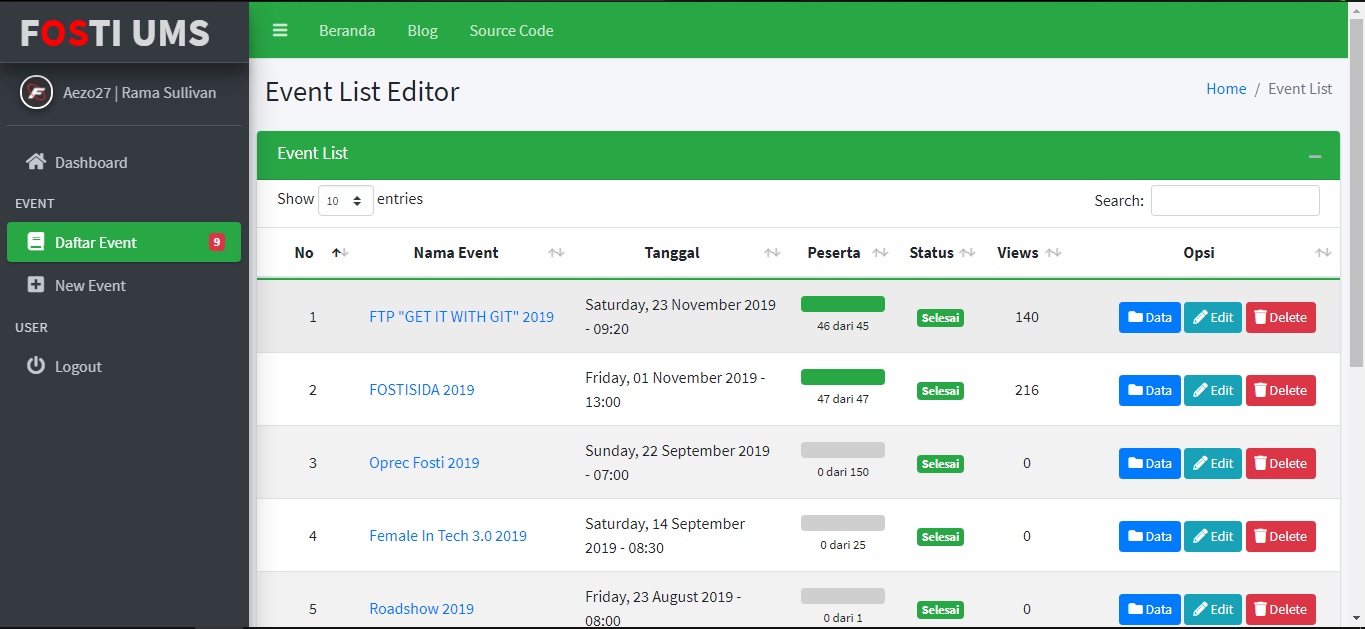 FOSTI UMS
Beranda Blog Source Code
Aezo27 | Rama Sullivan
Event List Editor
Home / Event List
Dashboard
EVENT
Daftar Event 9
New Event
USER
Logout
Event List
Show 10 entries
Search:
No Nama Event Tanggal Peserta Status Views Opsi
1 FTP "GET IT WITH GIT" 2019 Saturday, 23 November 2019 46 dari 45 Selesai 140 Data Edit Delete
- 09:20
2 FOSTISIDA 2019 Friday, 01 November 2019 - 47 dari 47 Selesai 216 Data Edit Delete
13:00
3 Oprec Fosti 2019 Sunday, 22 September 2019 0 dari 150 Selesai 0 Data Edit Delete
- 07:00
4 Female In Tech 3.0 2019 Saturday, 14 September 0 dari 25 Selesai 0 Data Edit Delete
2019 - 08:30
5 Roadshow 2019 Friday, 23 August 2019 - 0 dari 1 Selesai 0 Data Edit Delete
08:00